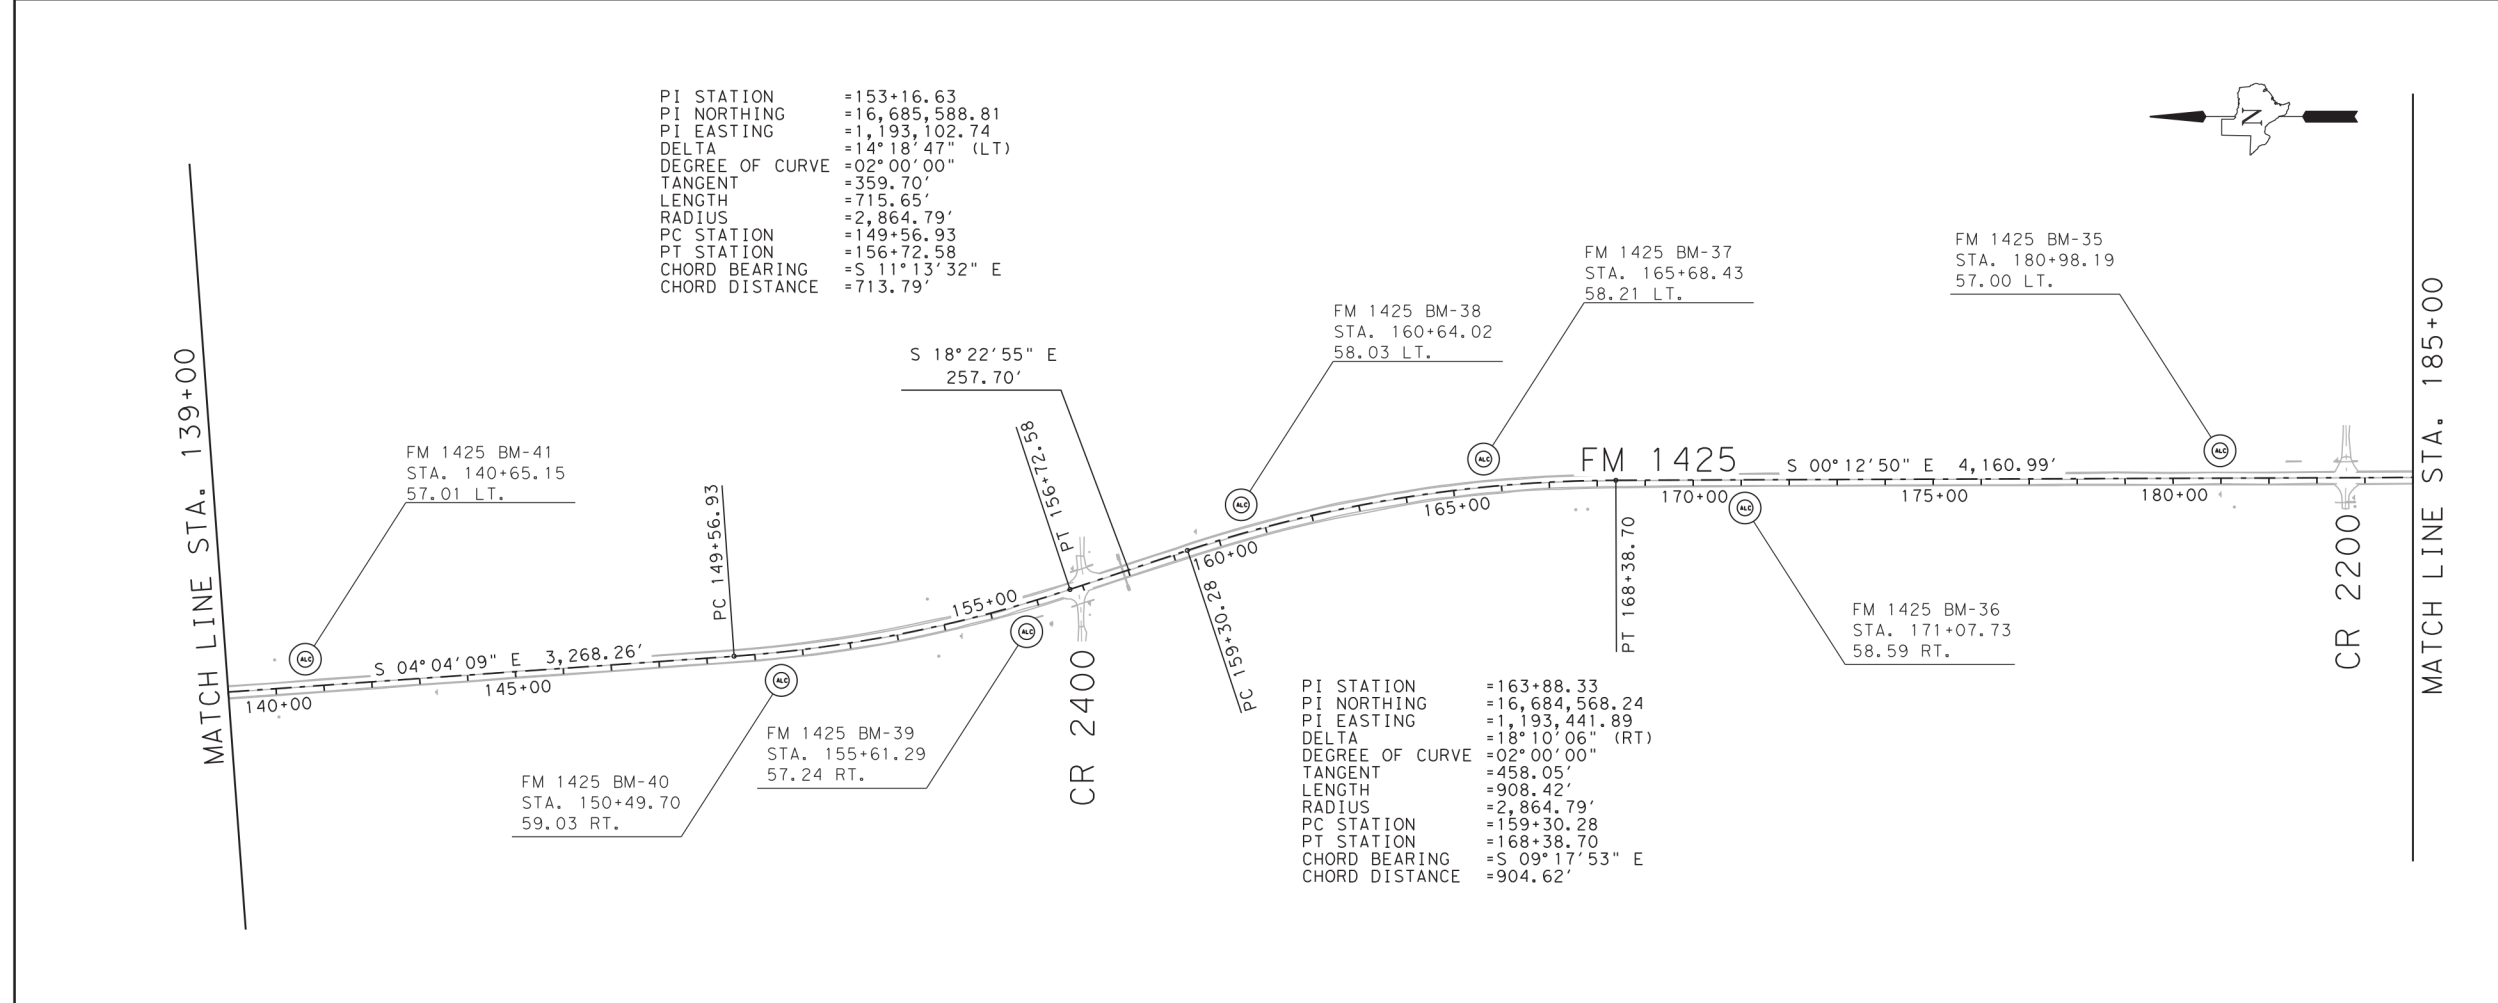 PI STATION =153+16.63
PI NORTHING =16,685,588.81
PI EASTING =1,193,102.74
DELTA =14°18'47" (LT)
DEGREE OF CURVE =02°00'00"
TANGENT =359.70'
LENGTH =715.65'
RADIUS =2,864.79'
PC STATION =149+56.93
PT STATION =156+72.58
CHORD BEARING =S 11°13'32" E
CHORD DISTANCE =713.79'
N
MATCH LINE STA. 139+00
FM 1425 BM-41
STA. 140+65.15
57.01 LT.
ALC
S 04°04'09" E 3,268.26'
140+00
145+00
PC 149+56.93
FM 1425 BM-40
STA. 150+49.70
59.03 RT.
ALC
FM 1425 BM-39
STA. 155+61.29
57.24 RT.
ALC
155+00
PT 156+72.58
S 18°22'55" E
257.70'
CR 2400
PC 159+30.28
160+00
FM 1425 BM-38
STA. 160+64.02
58.03 LT.
ALC
FM 1425 BM-37
STA. 165+68.43
58.21 LT.
ALC
165+00
PT 168+38.70
FM 1425
S 00°12'50" E 4,160.99'
170+00
175+00
180+00
FM 1425 BM-36
STA. 171+07.73
58.59 RT.
ALC
FM 1425 BM-35
STA. 180+98.19
57.00 LT.
ALC
CR 2200
MATCH LINE STA. 185+00
PI STATION =163+88.33
PI NORTHING =16,684,568.24
PI EASTING =1,193,441.89
DELTA =18°10'06" (RT)
DEGREE OF CURVE =02°00'00"
TANGENT =458.05'
LENGTH =908.42'
RADIUS =2,864.79'
PC STATION =159+30.28
PT STATION =168+38.70
CHORD BEARING =S 09°17'53" E
CHORD DISTANCE =904.62'